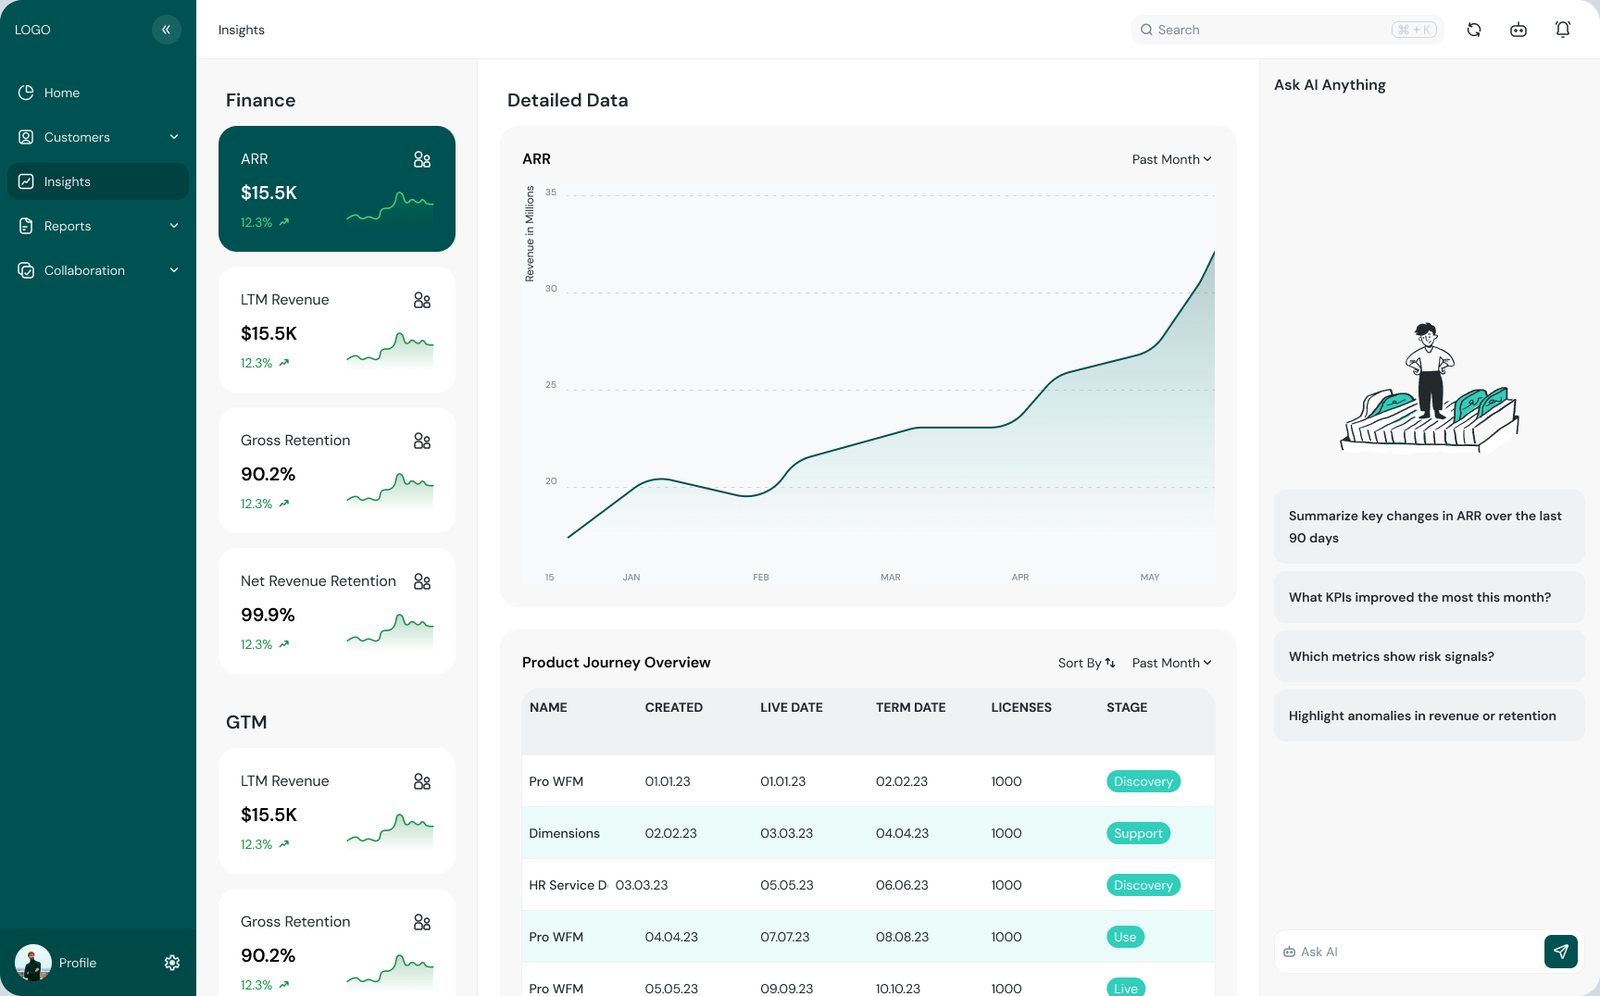 LOGO
Home
Customers
Insights
Reports
Collaboration
Profile
Insights
Search
⌘ + K
Finance
ARR
$15.5K
12.3%
LTM Revenue
$15.5K
12.3%
Gross Retention
90.2%
12.3%
Net Revenue Retention
99.9%
12.3%
GTM
LTM Revenue
$15.5K
12.3%
Gross Retention
90.2%
12.3%
Detailed Data
ARR
Past Month
Revenue in Millions
35
30
25
20
15
JAN FEB MAR APR MAY
Product Journey Overview
Sort By
Past Month
NAME CREATED LIVE DATE TERM DATE LICENSES STAGE
Pro WFM 01.01.23 01.01.23 02.02.23 1000 Discovery
Dimensions 02.02.23 03.03.23 04.04.23 1000 Support
HR Service D 03.03.23 05.05.23 06.06.23 1000 Discovery
Pro WFM 04.04.23 07.07.23 08.08.23 1000 Use
Pro WFM 05.05.23 09.09.23 10.10.23 1000 Live
Ask AI Anything
Summarize key changes in ARR over the last
90 days
What KPIs improved the most this month?
Which metrics show risk signals?
Highlight anomalies in revenue or retention
Ask AI